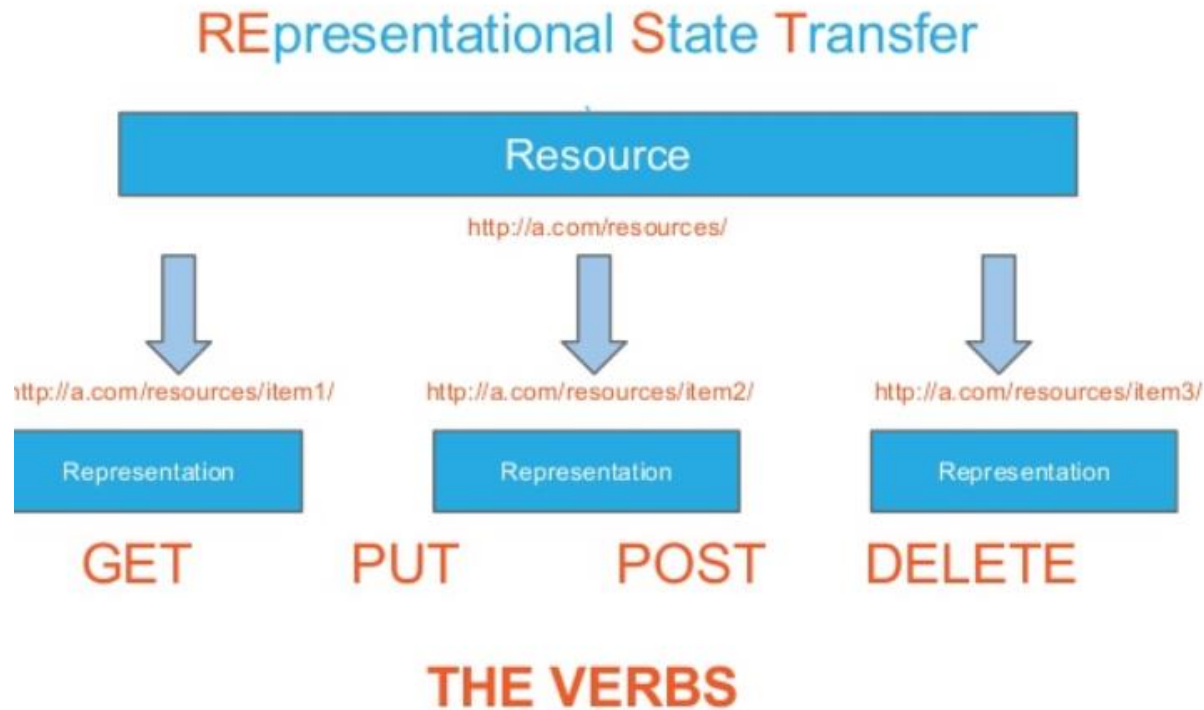 REpresentational State Transfer
Resource
http://a.com/resources/
http://a.com/resources/item1/ http://a.com/resources/item2/ http://a.com/resources/item3/
Representation Representation Representation
GET PUT POST DELETE
THE VERBS